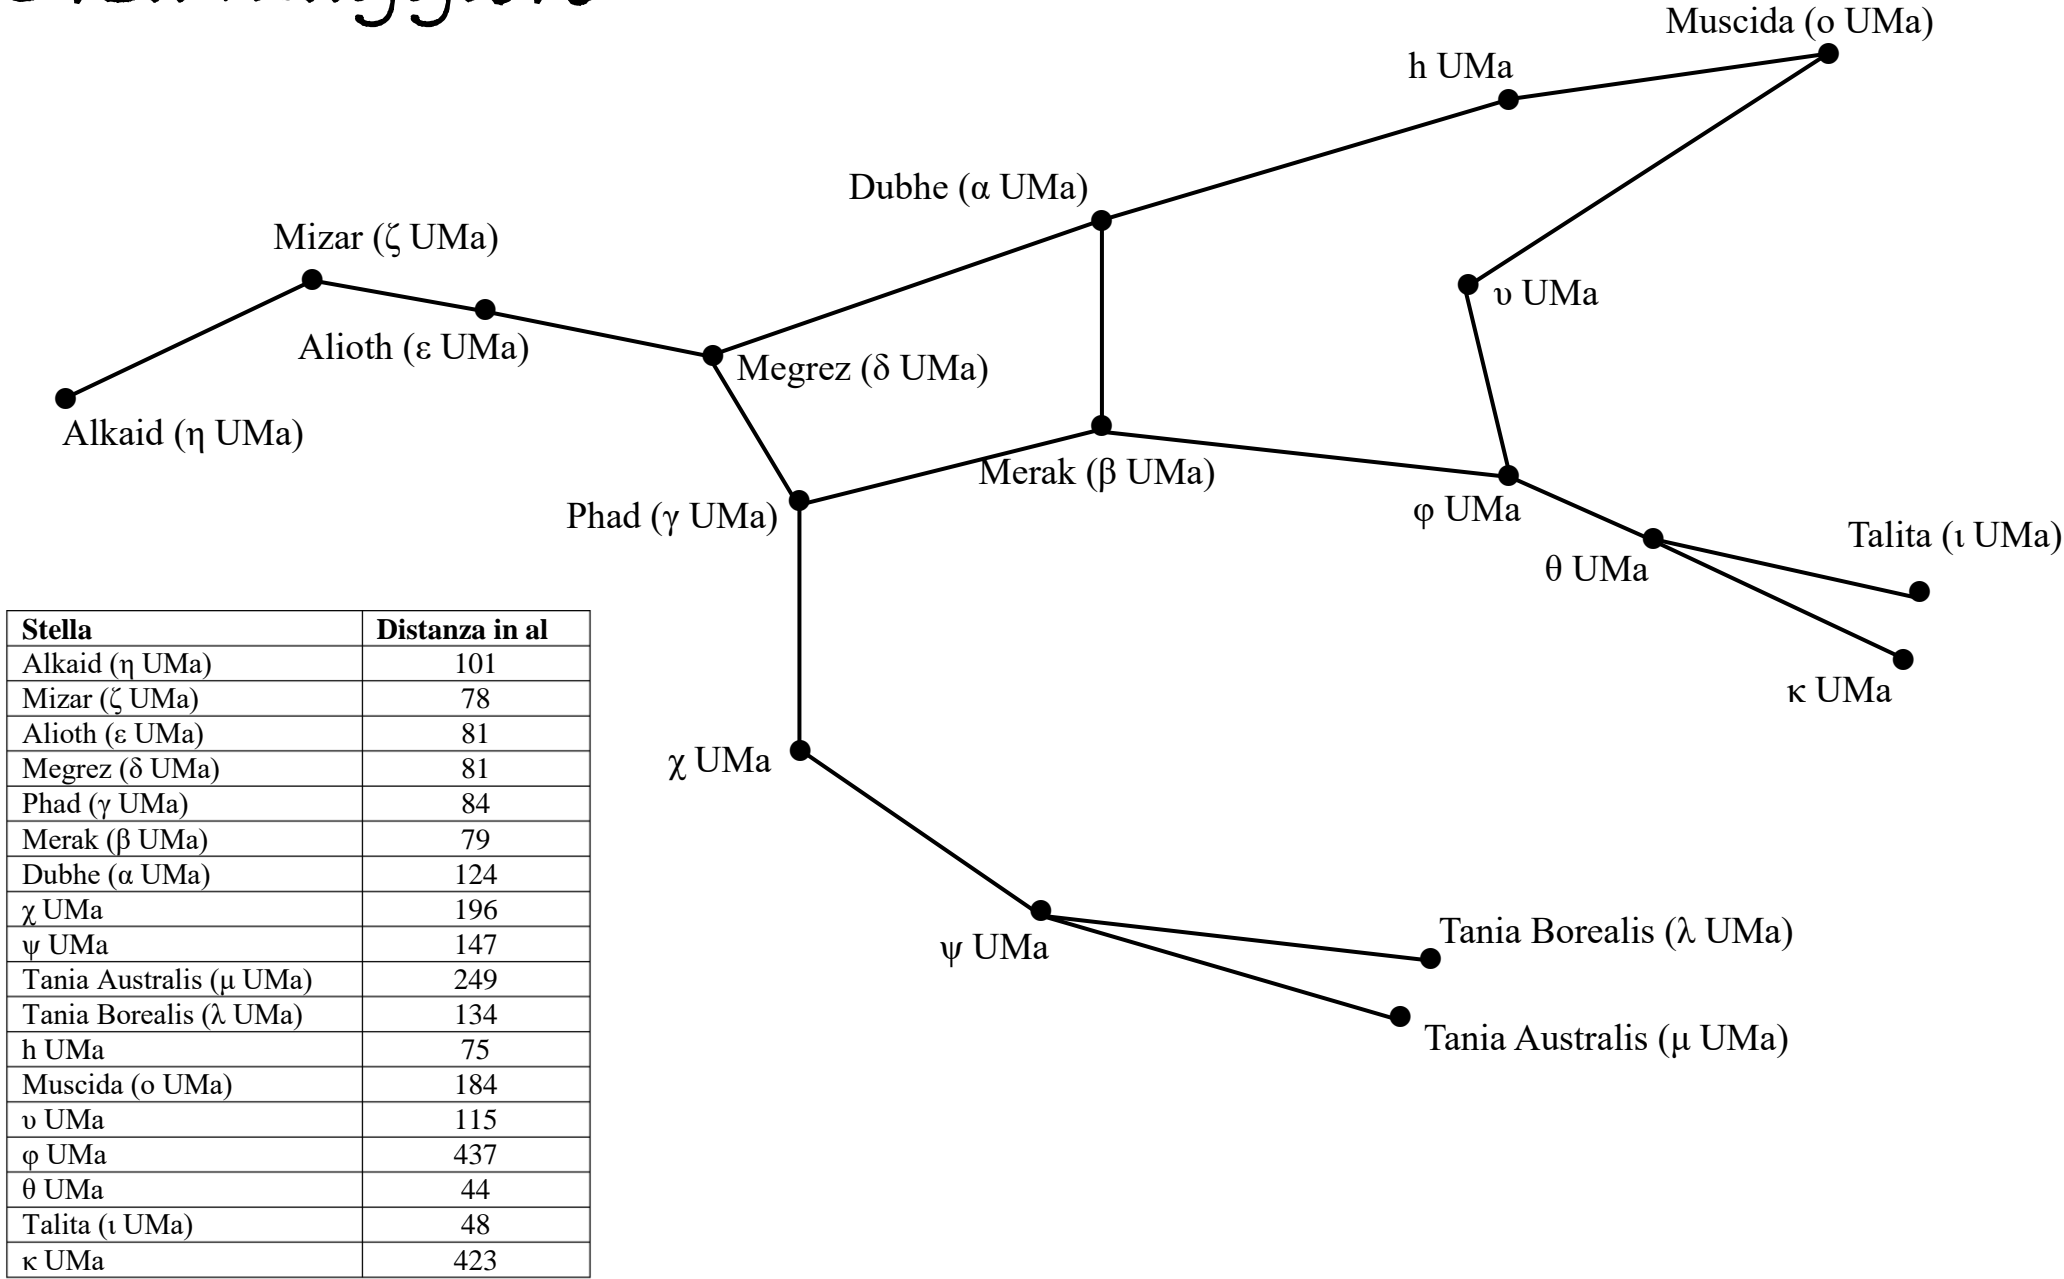 Muscida (ο UMa)
h UMa
Dubhe (α UMa)
Mizar (ζ UMa)
υ UMa
Alioth (ε UMa)
Megrez (δ UMa)
Alkaid (η UMa)
Merak (β UMa)
Phad (γ UMa)
φ UMa
Talita (ι UMa)
θ UMa
κ UMa
χ UMa
Tania Borealis (λ UMa)
ψ UMa
Tania Australis (μ UMa)
Stella Distanza in al
Alkaid (η UMa) 101
Mizar (ζ UMa) 78
Alioth (ε UMa) 81
Megrez (δ UMa) 81
Phad (γ UMa) 84
Merak (β UMa) 79
Dubhe (α UMa) 124
χ UMa 196
ψ UMa 147
Tania Australis (μ UMa) 249
Tania Borealis (λ UMa) 134
h UMa 75
Muscida (ο UMa) 184
υ UMa 115
φ UMa 437
θ UMa 44
Talita (ι UMa) 48
κ UMa 423